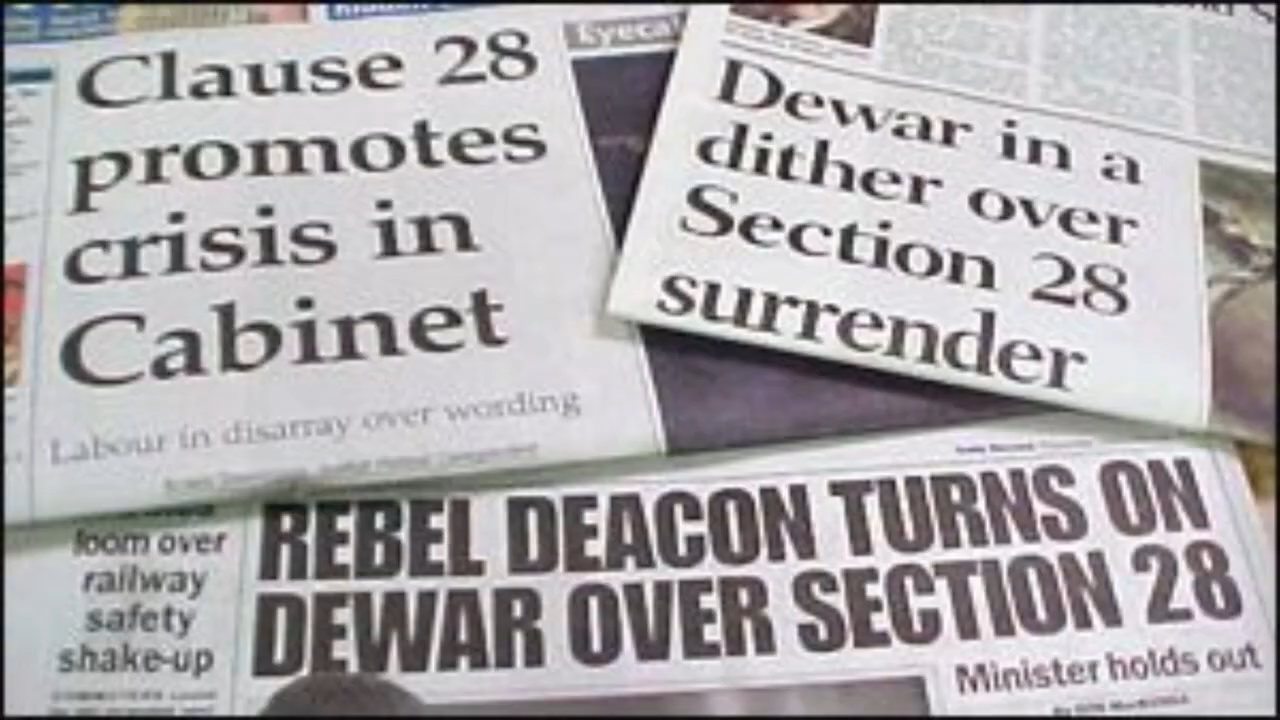 Clause 28
promotes
crisis in
Cabinet
Labour in disarray over wording
Dewar in a
dither over
Section 28
surrender
loom over
railway
safety
shake-up
REBEL DEACON TURNS ON
DEWAR OVER SECTION 28
Minister holds out